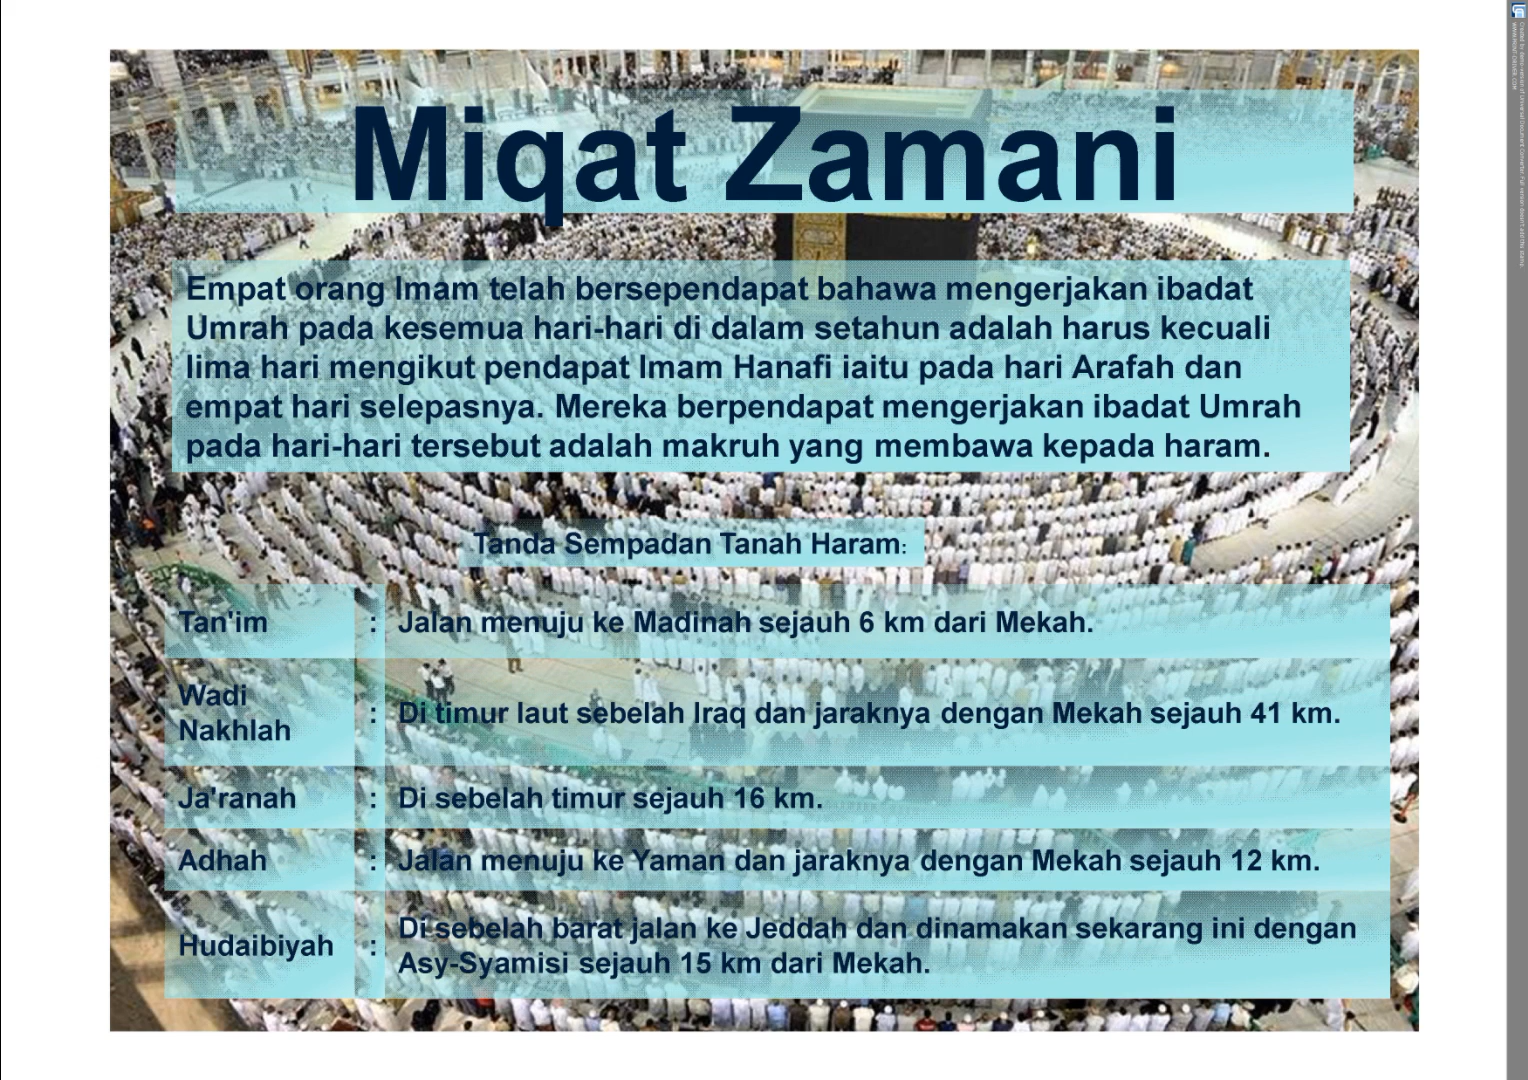 Miqat Zamani
Empat orang Imam telah bersependapat bahawa mengerjakan ibadat
Umrah pada kesemua hari-hari di dalam setahun adalah harus kecuali
lima hari mengikut pendapat Imam Hanafi iaitu pada hari Arafah dan
empat hari selepasnya. Mereka berpendapat mengerjakan ibadat Umrah
pada hari-hari tersebut adalah makruh yang membawa kepada haram.
Tanda Sempadan Tanah Haram:
Tan'im : Jalan menuju ke Madinah sejauh 6 km dari Mekah.
Wadi
Nakhlah : Di timur laut sebelah Iraq dan jaraknya dengan Mekah sejauh 41 km.
Ja'ranah : Di sebelah timur sejauh 16 km.
Adhah : Jalan menuju ke Yaman dan jaraknya dengan Mekah sejauh 12 km.
Hudaibiyah : Di sebelah barat jalan ke Jeddah dan dinamakan sekarang ini dengan
Asy-Syamisi sejauh 15 km dari Mekah.